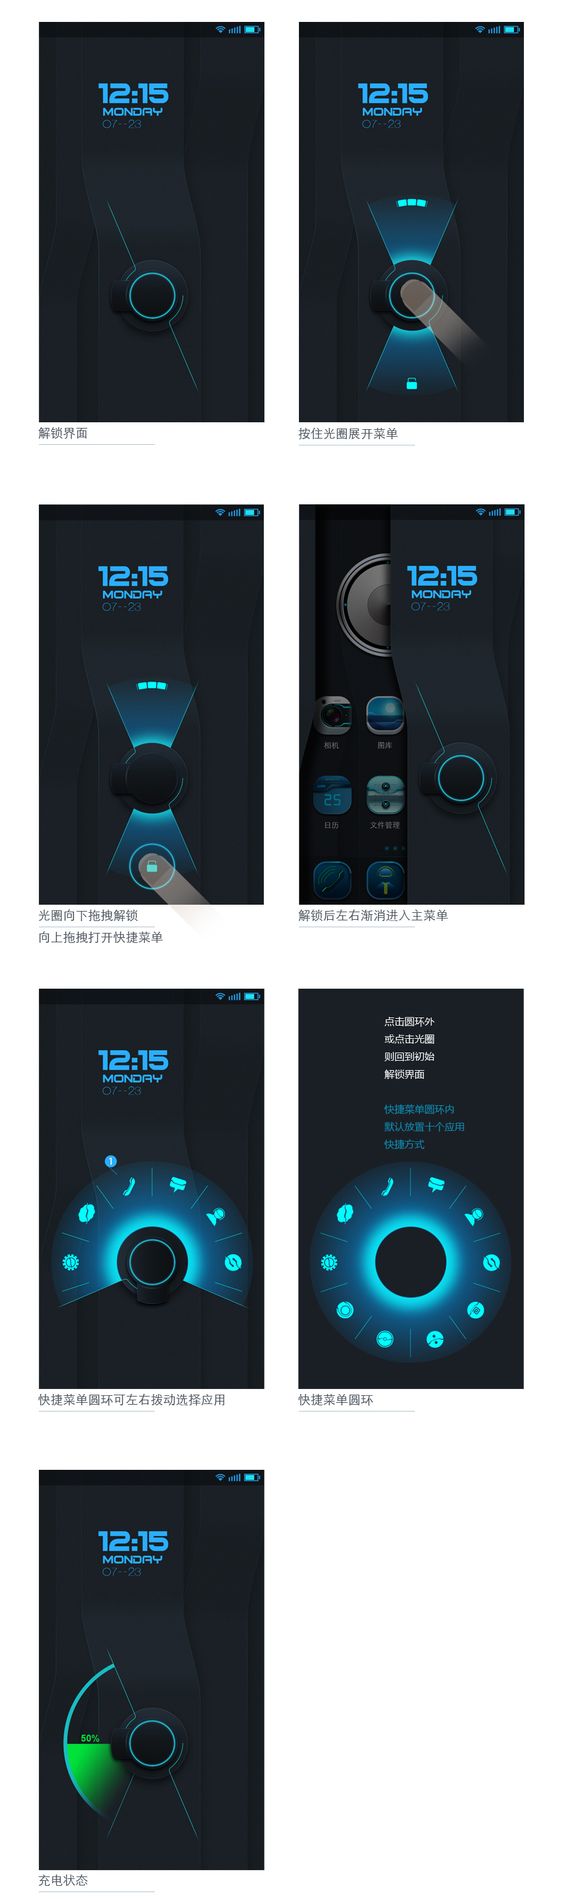 12:15
MONDAY
07--23
12:15
MONDAY
07--23
解锁界面
按住光圈展开菜单
12:15
MONDAY
07--23
12:15
MONDAY
07--23
相机
图库
25
日历
文件管理
光圈向下拖拽解锁
向上拖拽打开快捷菜单
解锁后左右渐消进入主菜单
12:15
MONDAY
07--23
1
点击圆环外
或点击光圈
则回到初始
解锁界面
快捷菜单圆环内
默认放置十个应用
快捷方式
快捷菜单圆环可左右拨动选择应用
快捷菜单圆环
12:15
MONDAY
07--23
50%
充电状态